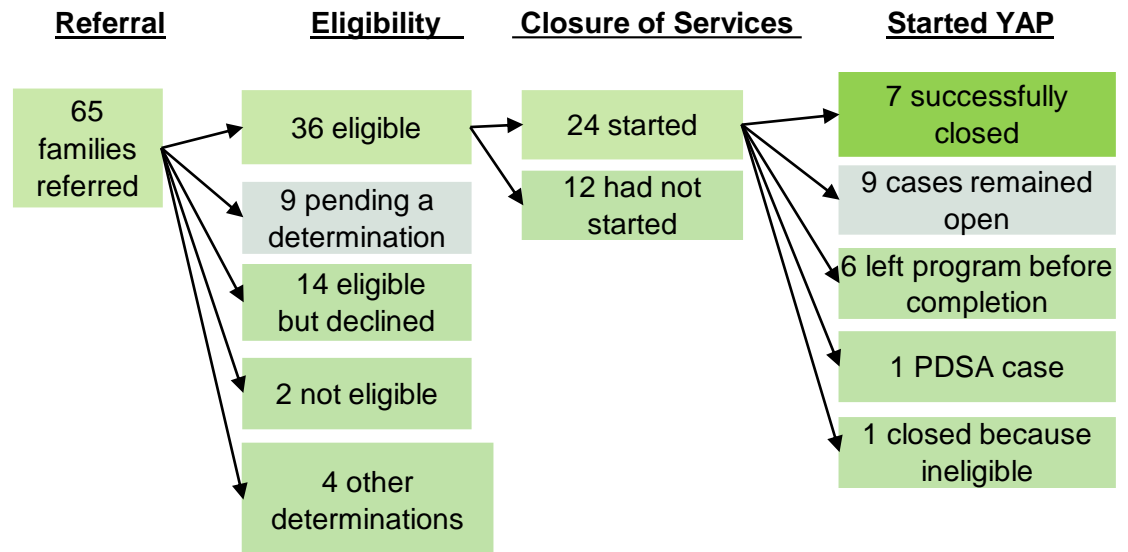 Referral
Eligibility
Closure of Services
Started YAP
65
families
referred
36 eligible
9 pending a
determination
14 eligible
but declined
2 not eligible
4 other
determinations
24 started
12 had not
started
7 successfully
closed
9 cases remained
open
6 left program before
completion
1 PDSA case
1 closed because
ineligible